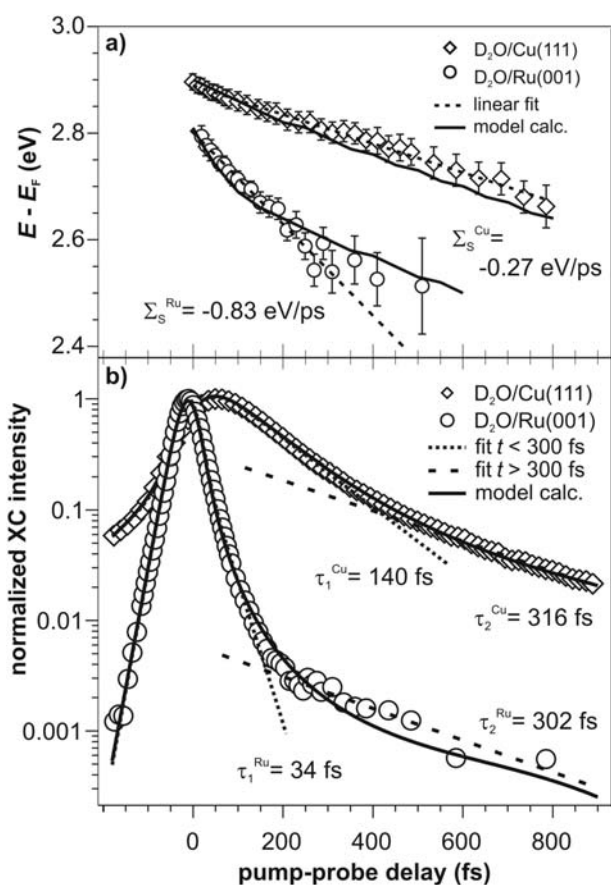 a)
3.0
2.8
2.6
2.4
E - E_F (eV)
D₂O/Cu(111)
D₂O/Ru(001)
linear fit
model calc.
Σ_S^Cu =
-0.27 eV/ps
Σ_S^Ru = -0.83 eV/ps
b)
1
0.1
0.01
0.001
normalized XC intensity
D₂O/Cu(111)
D₂O/Ru(001)
fit t < 300 fs
fit t > 300 fs
model calc.
τ₁^Cu = 140 fs
τ₂^Cu = 316 fs
τ₂^Ru = 302 fs
τ₁^Ru = 34 fs
0 200 400 600 800
pump-probe delay (fs)